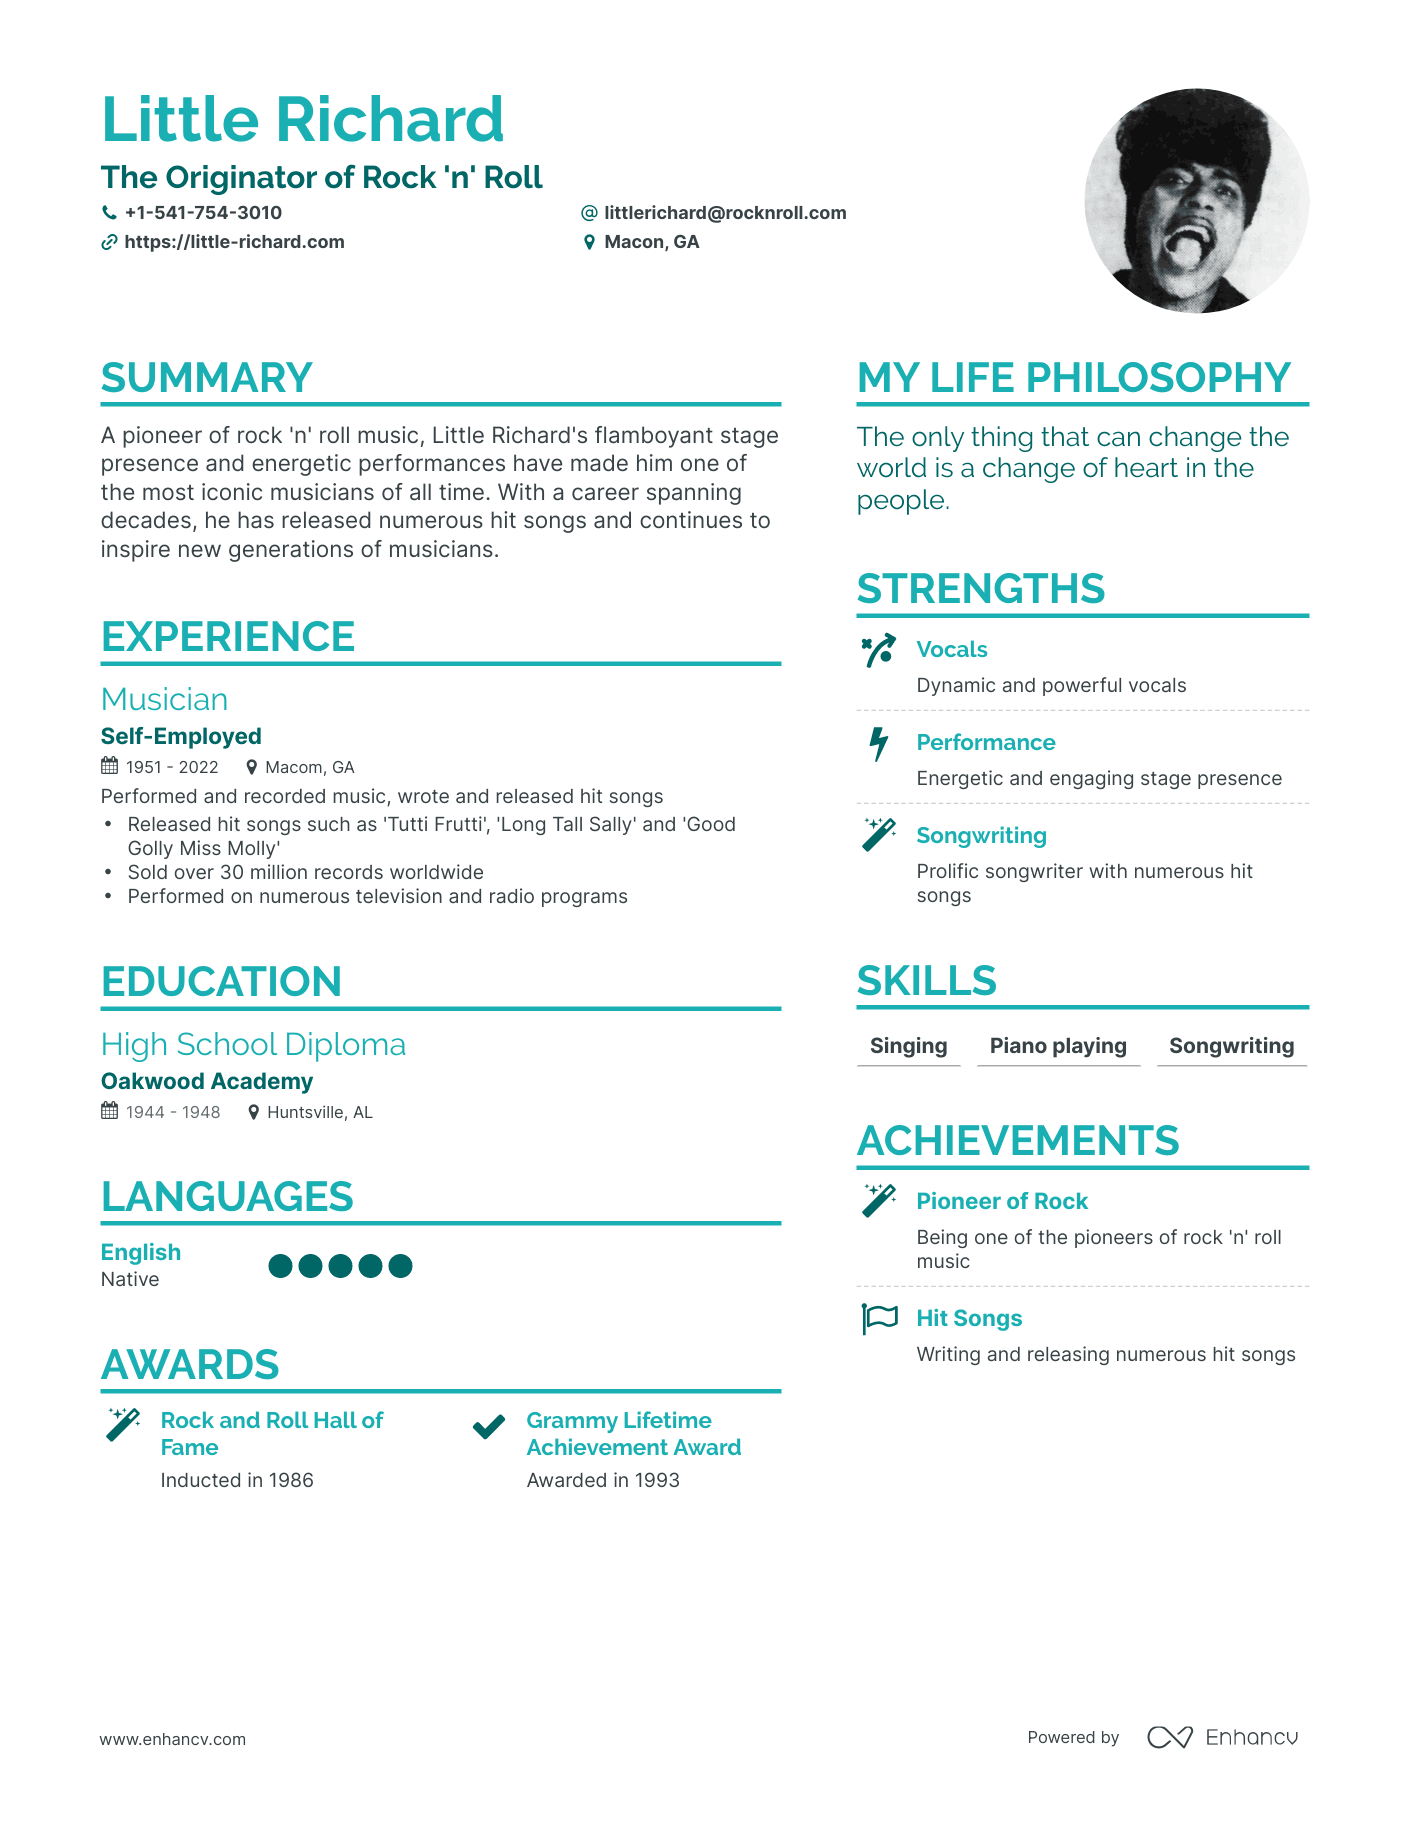 Little Richard
The Originator of Rock 'n' Roll
+1-541-754-3010
littlerichard@rocknroll.com
https://little-richard.com
Macon, GA
SUMMARY
A pioneer of rock 'n' roll music, Little Richard's flamboyant stage
presence and energetic performances have made him one of
the most iconic musicians of all time. With a career spanning
decades, he has released numerous hit songs and continues to
inspire new generations of musicians.
EXPERIENCE
Musician
Self-Employed
1951 - 2022 Macom, GA
Performed and recorded music, wrote and released hit songs
• Released hit songs such as 'Tutti Frutti', 'Long Tall Sally' and 'Good
Golly Miss Molly'
• Sold over 30 million records worldwide
• Performed on numerous television and radio programs
EDUCATION
High School Diploma
Oakwood Academy
1944 - 1948 Huntsville, AL
LANGUAGES
English
Native
AWARDS
Rock and Roll Hall of
Fame
Inducted in 1986
Grammy Lifetime
Achievement Award
Awarded in 1993
MY LIFE PHILOSOPHY
The only thing that can change the
world is a change of heart in the
people.
STRENGTHS
Vocals
Dynamic and powerful vocals
Performance
Energetic and engaging stage presence
Songwriting
Prolific songwriter with numerous hit
songs
SKILLS
Singing Piano playing Songwriting
ACHIEVEMENTS
Pioneer of Rock
Being one of the pioneers of rock 'n' roll
music
Hit Songs
Writing and releasing numerous hit songs
www.enhancv.com
Powered by Enhancv